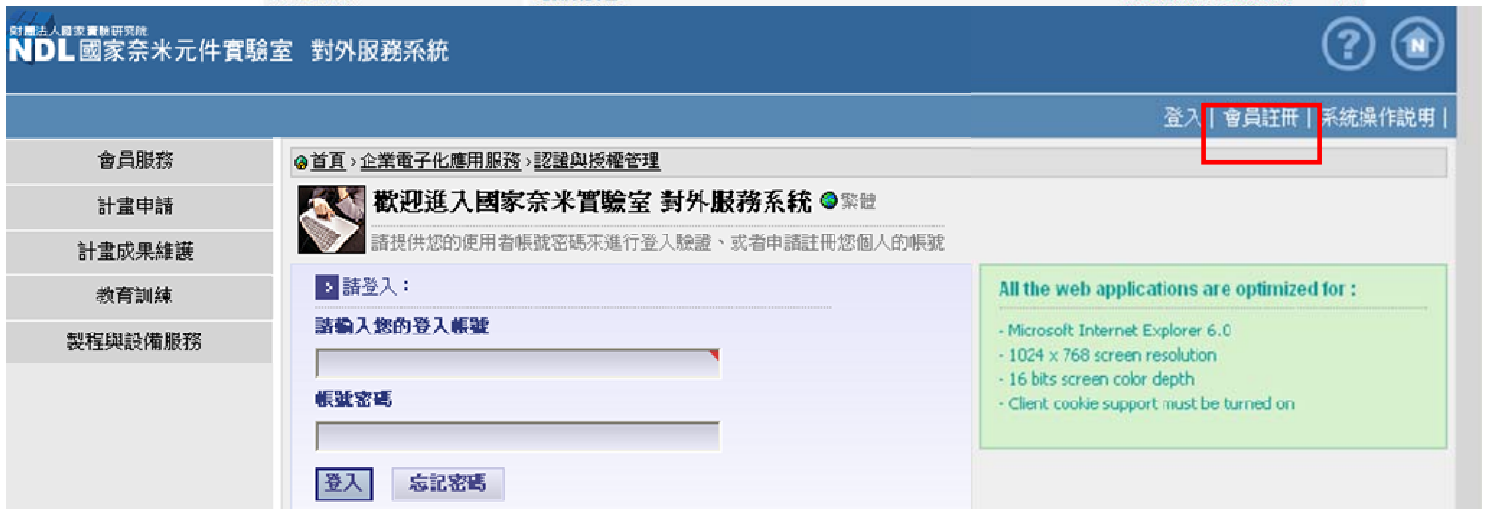 財團法人國家實驗研究院
NDL 國家奈米元件實驗室 對外服務系統
登入 | 會員註冊 | 系統操作說明 |
會員服務
計畫申請
計畫成果維護
教育訓練
製程與設備服務
首頁 › 企業電子化應用服務 › 認證與授權管理
歡迎進入國家奈米實驗室 對外服務系統 繁體
請提供您的使用者帳號密碼來進行登入驗證、或者申請註冊您個人的帳號
請登入：
請輸入您的登入帳號
帳號密碼
登入 忘記密碼
All the web applications are optimized for :
- Microsoft Internet Explorer 6.0
- 1024 x 768 screen resolution
- 16 bits screen color depth
- Client cookie support must be turned on